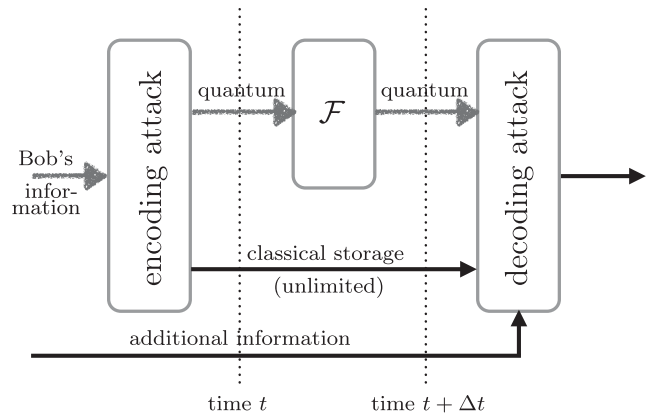 quantum
quantum
Bob's
infor-
mation
encoding attack
ℱ
decoding attack
classical storage
(unlimited)
additional information
time t
time t + Δt